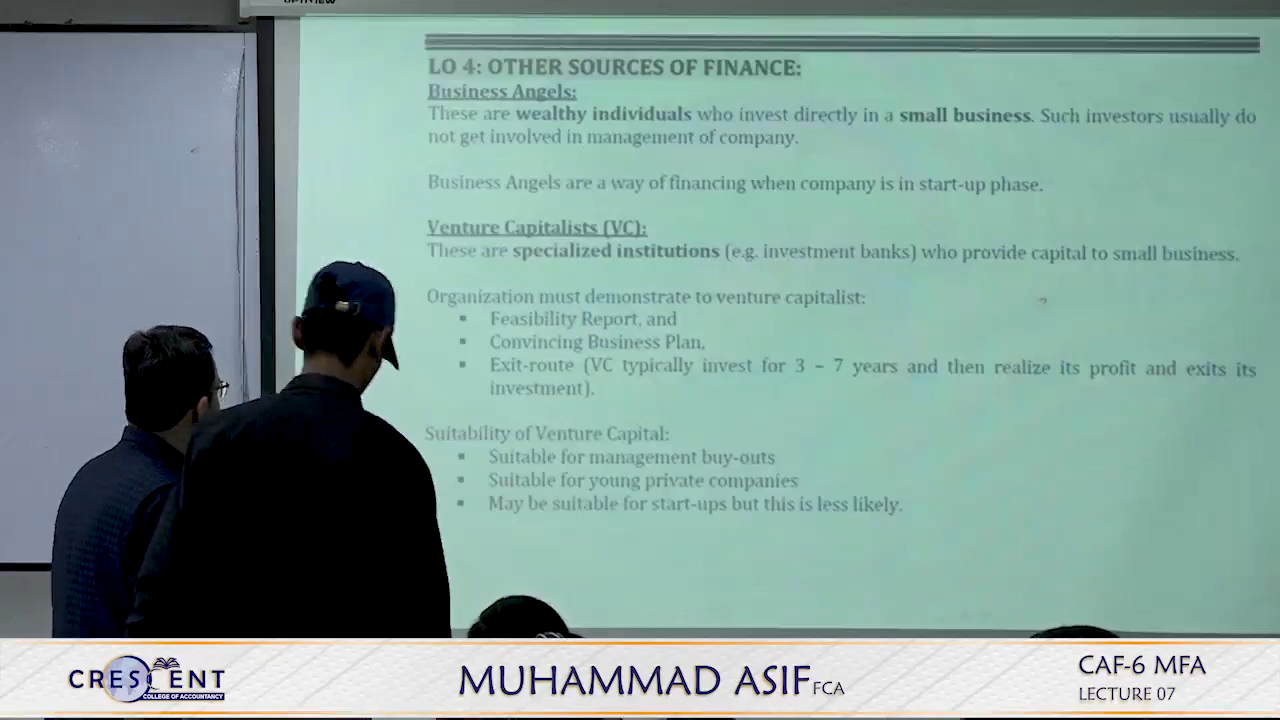 OPTIVIEW
LO 4: OTHER SOURCES OF FINANCE:
Business Angels:
These are wealthy individuals who invest directly in a small business. Such investors usually do
not get involved in management of company.
Business Angels are a way of financing when company is in start-up phase.
Venture Capitalists (VC):
These are specialized institutions (e.g. investment banks) who provide capital to small business.
Organization must demonstrate to venture capitalist:
▪ Feasibility Report, and
▪ Convincing Business Plan,
▪ Exit-route (VC typically invest for 3 – 7 years and then realize its profit and exits its
investment).
Suitability of Venture Capital:
▪ Suitable for management buy-outs
▪ Suitable for young private companies
▪ May be suitable for start-ups but this is less likely.
CRESCENT
COLLEGE OF ACCOUNTANCY
MUHAMMAD ASIF FCA
CAF-6 MFA
LECTURE 07